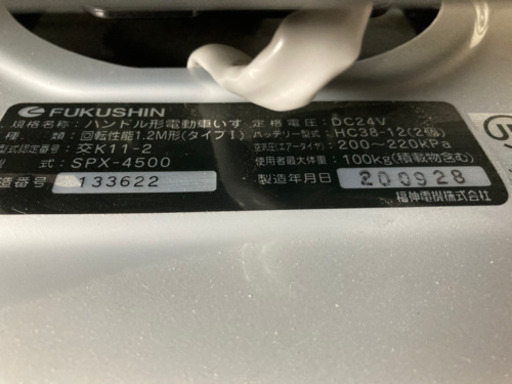 FUKUSHIN
規格名称:ハンドル形電動車いす 定格電圧:DC24V
種類:回転性能1.2M形(タイプⅠ) バッテリー型式:HC38-12(2個)
型式認定番号:交K11-2 空気圧(エアータイヤ):200〜220kPa
型式:SPX-4500 使用者最大体重:100kg(積載物含む)
造番号 133622 製造年月日 200928
福伸電機株式会社